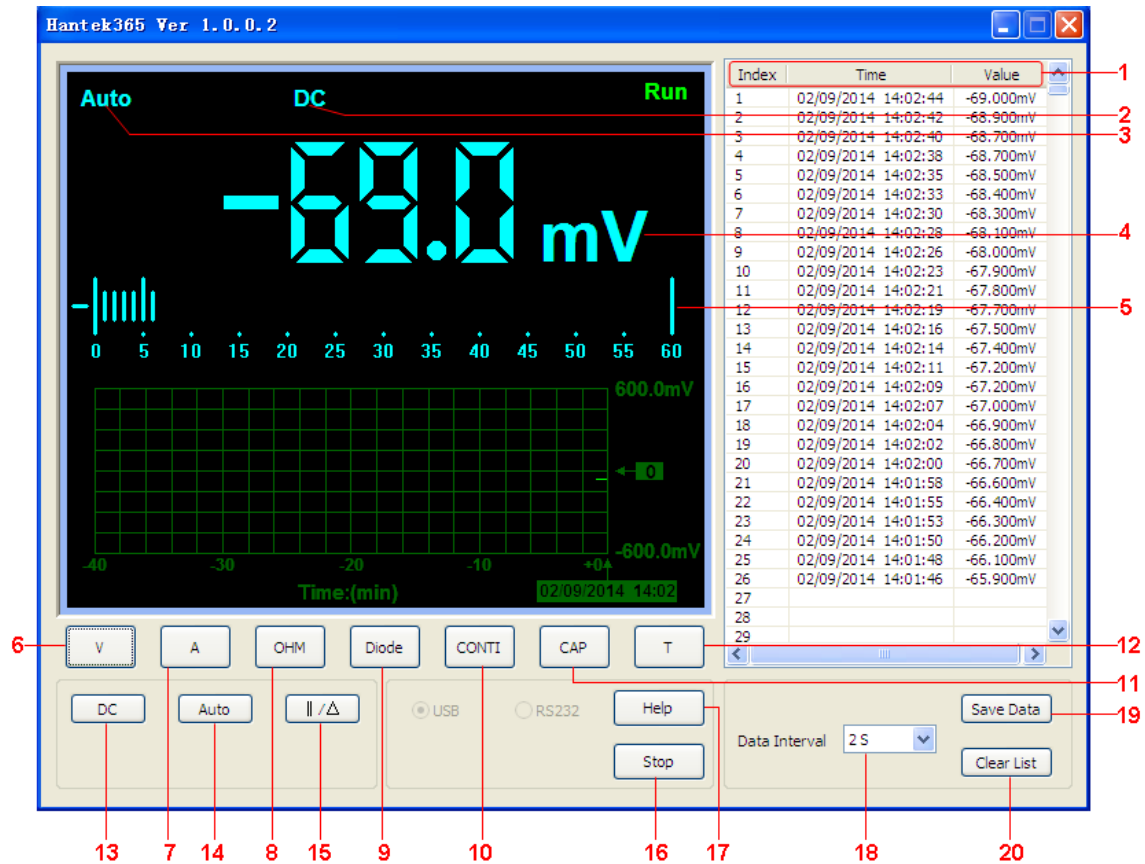 Hantek365 Ver 1.0.0.2
Auto DC Run
-69.0 mV
0 5 10 15 20 25 30 35 40 45 50 55 60
600.0mV
0
-600.0mV
-40 -30 -20 -10 +0
Time:(min) 02/09/2014 14:02
Index Time Value
1 02/09/2014 14:02:44 -69.000mV
2 02/09/2014 14:02:42 -68.900mV
3 02/09/2014 14:02:40 -68.700mV
4 02/09/2014 14:02:38 -68.700mV
5 02/09/2014 14:02:35 -68.500mV
6 02/09/2014 14:02:33 -68.400mV
7 02/09/2014 14:02:30 -68.300mV
8 02/09/2014 14:02:28 -68.100mV
9 02/09/2014 14:02:26 -68.000mV
10 02/09/2014 14:02:23 -67.900mV
11 02/09/2014 14:02:21 -67.800mV
12 02/09/2014 14:02:19 -67.700mV
13 02/09/2014 14:02:16 -67.500mV
14 02/09/2014 14:02:14 -67.400mV
15 02/09/2014 14:02:11 -67.200mV
16 02/09/2014 14:02:09 -67.200mV
17 02/09/2014 14:02:07 -67.000mV
18 02/09/2014 14:02:04 -66.900mV
19 02/09/2014 14:02:02 -66.800mV
20 02/09/2014 14:02:00 -66.700mV
21 02/09/2014 14:01:58 -66.600mV
22 02/09/2014 14:01:55 -66.400mV
23 02/09/2014 14:01:53 -66.300mV
24 02/09/2014 14:01:50 -66.200mV
25 02/09/2014 14:01:48 -66.100mV
26 02/09/2014 14:01:46 -65.900mV
27
28
29
1
2
3
4
5
6 V A OHM Diode CONTI CAP T 12
11
DC Auto ||/△ USB RS232 Help
Stop
Data Interval 2 S Save Data 19
Clear List
13 7 14 8 15 9 10 16 17 18 20